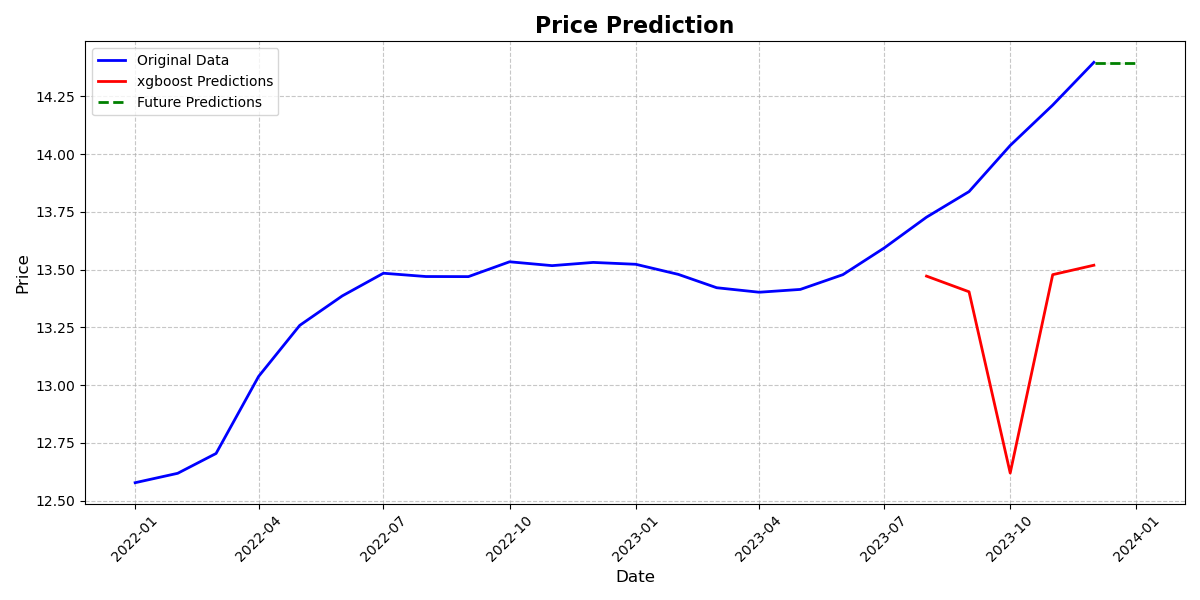 Price Prediction
Original Data
xgboost Predictions
Future Predictions
Price
14.25
14.00
13.75
13.50
13.25
13.00
12.75
12.50
2022-01
2022-04
2022-07
2022-10
2023-01
2023-04
2023-07
2023-10
2024-01
Date